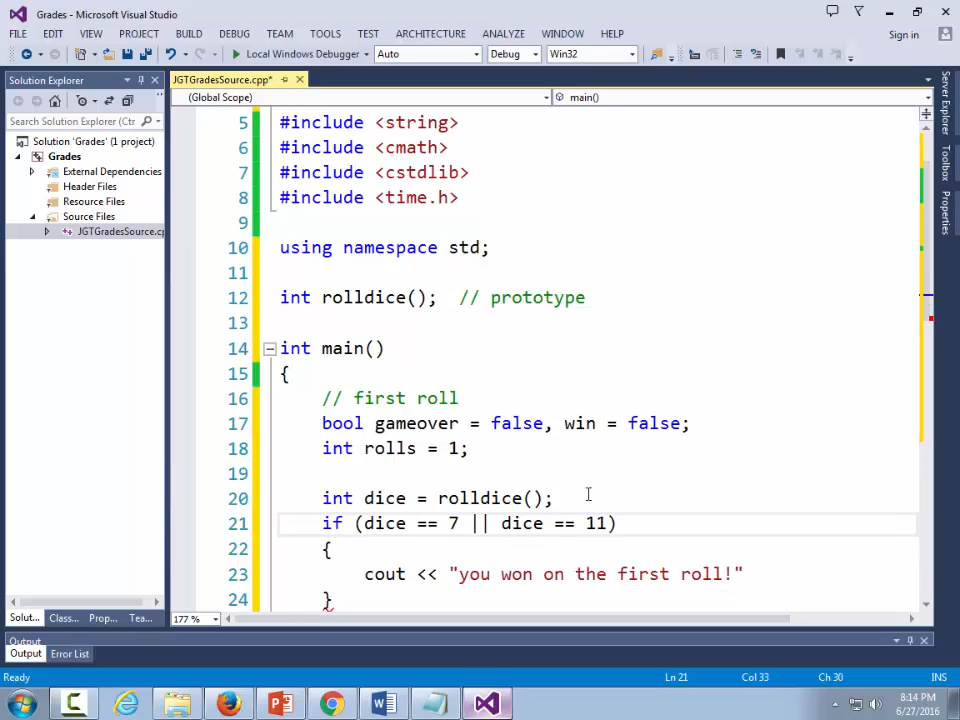 Grades - Microsoft Visual Studio
FILE EDIT VIEW PROJECT BUILD DEBUG TEAM TOOLS TEST ARCHITECTURE ANALYZE WINDOW HELP Sign in
Local Windows Debugger Auto Debug Win32
Solution Explorer
JGTGradesSource.cpp*
(Global Scope) main()
Search Solution Explorer (Ctr
Solution 'Grades' (1 project)
Grades
External Dependencies
Header Files
Resource Files
Source Files
JGTGradesSource.cp
5 #include <string>
6 #include <cmath>
7 #include <cstdlib>
8 #include <time.h>
9
10 using namespace std;
11
12 int rolldice(); // prototype
13
14 int main()
15 {
16 // first roll
17 bool gameover = false, win = false;
18 int rolls = 1;
19
20 int dice = rolldice();
21 if (dice == 7 || dice == 11)
22 {
23 cout << "you won on the first roll!"
24 }
Server Explorer
Toolbox
Properties
Solut... Class... Prop... Tea...
177 %
Output
Output Error List
Ready Ln 21 Col 33 Ch 30 INS
8:14 PM
6/27/2016